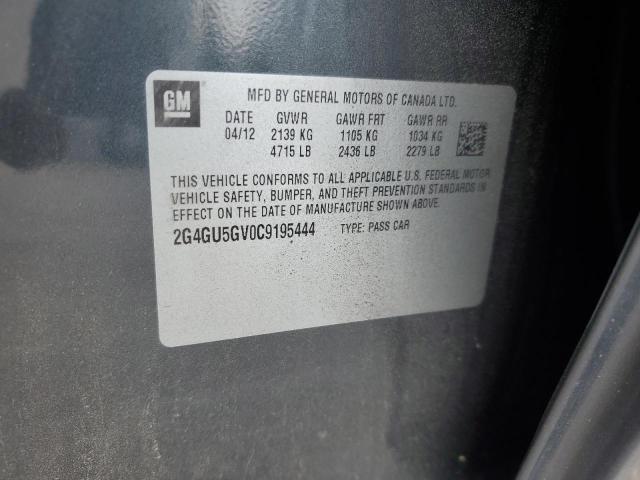 GM
MFD BY GENERAL MOTORS OF CANADA LTD.
DATE GVWR GAWR FRT GAWR RR
04/12 2139 KG 1105 KG 1034 KG
4715 LB 2436 LB 2279 LB
THIS VEHICLE CONFORMS TO ALL APPLICABLE U.S. FEDERAL MOTOR
VEHICLE SAFETY, BUMPER, AND THEFT PREVENTION STANDARDS IN
EFFECT ON THE DATE OF MANUFACTURE SHOWN ABOVE.
2G4GU5GV0C9195444 TYPE: PASS CAR